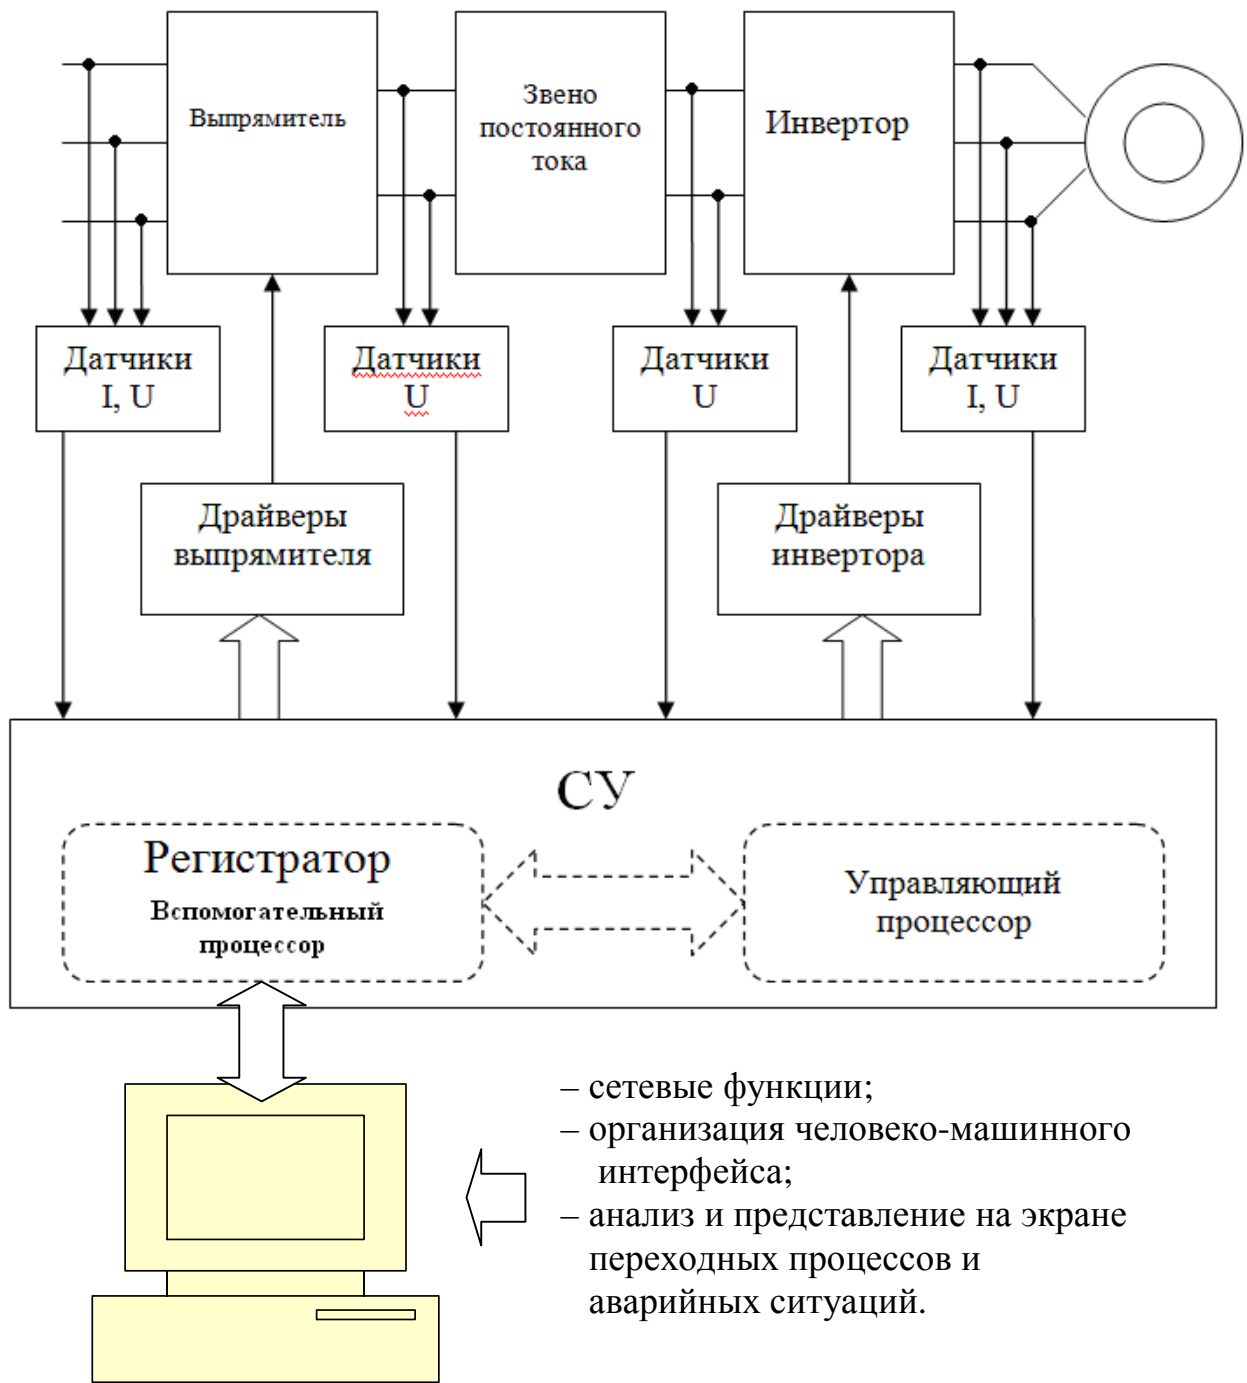 Выпрямитель
Звено
постоянного
тока
Инвертор
Датчики
I, U
Датчики
U
Датчики
U
Датчики
I, U
Драйверы
выпрямителя
Драйверы
инвертора
СУ
Регистратор
Вспомогательный
процессор
Управляющий
процессор
– сетевые функции;
– организация человеко-машинного
интерфейса;
– анализ и представление на экране
переходных процессов и
аварийных ситуаций.